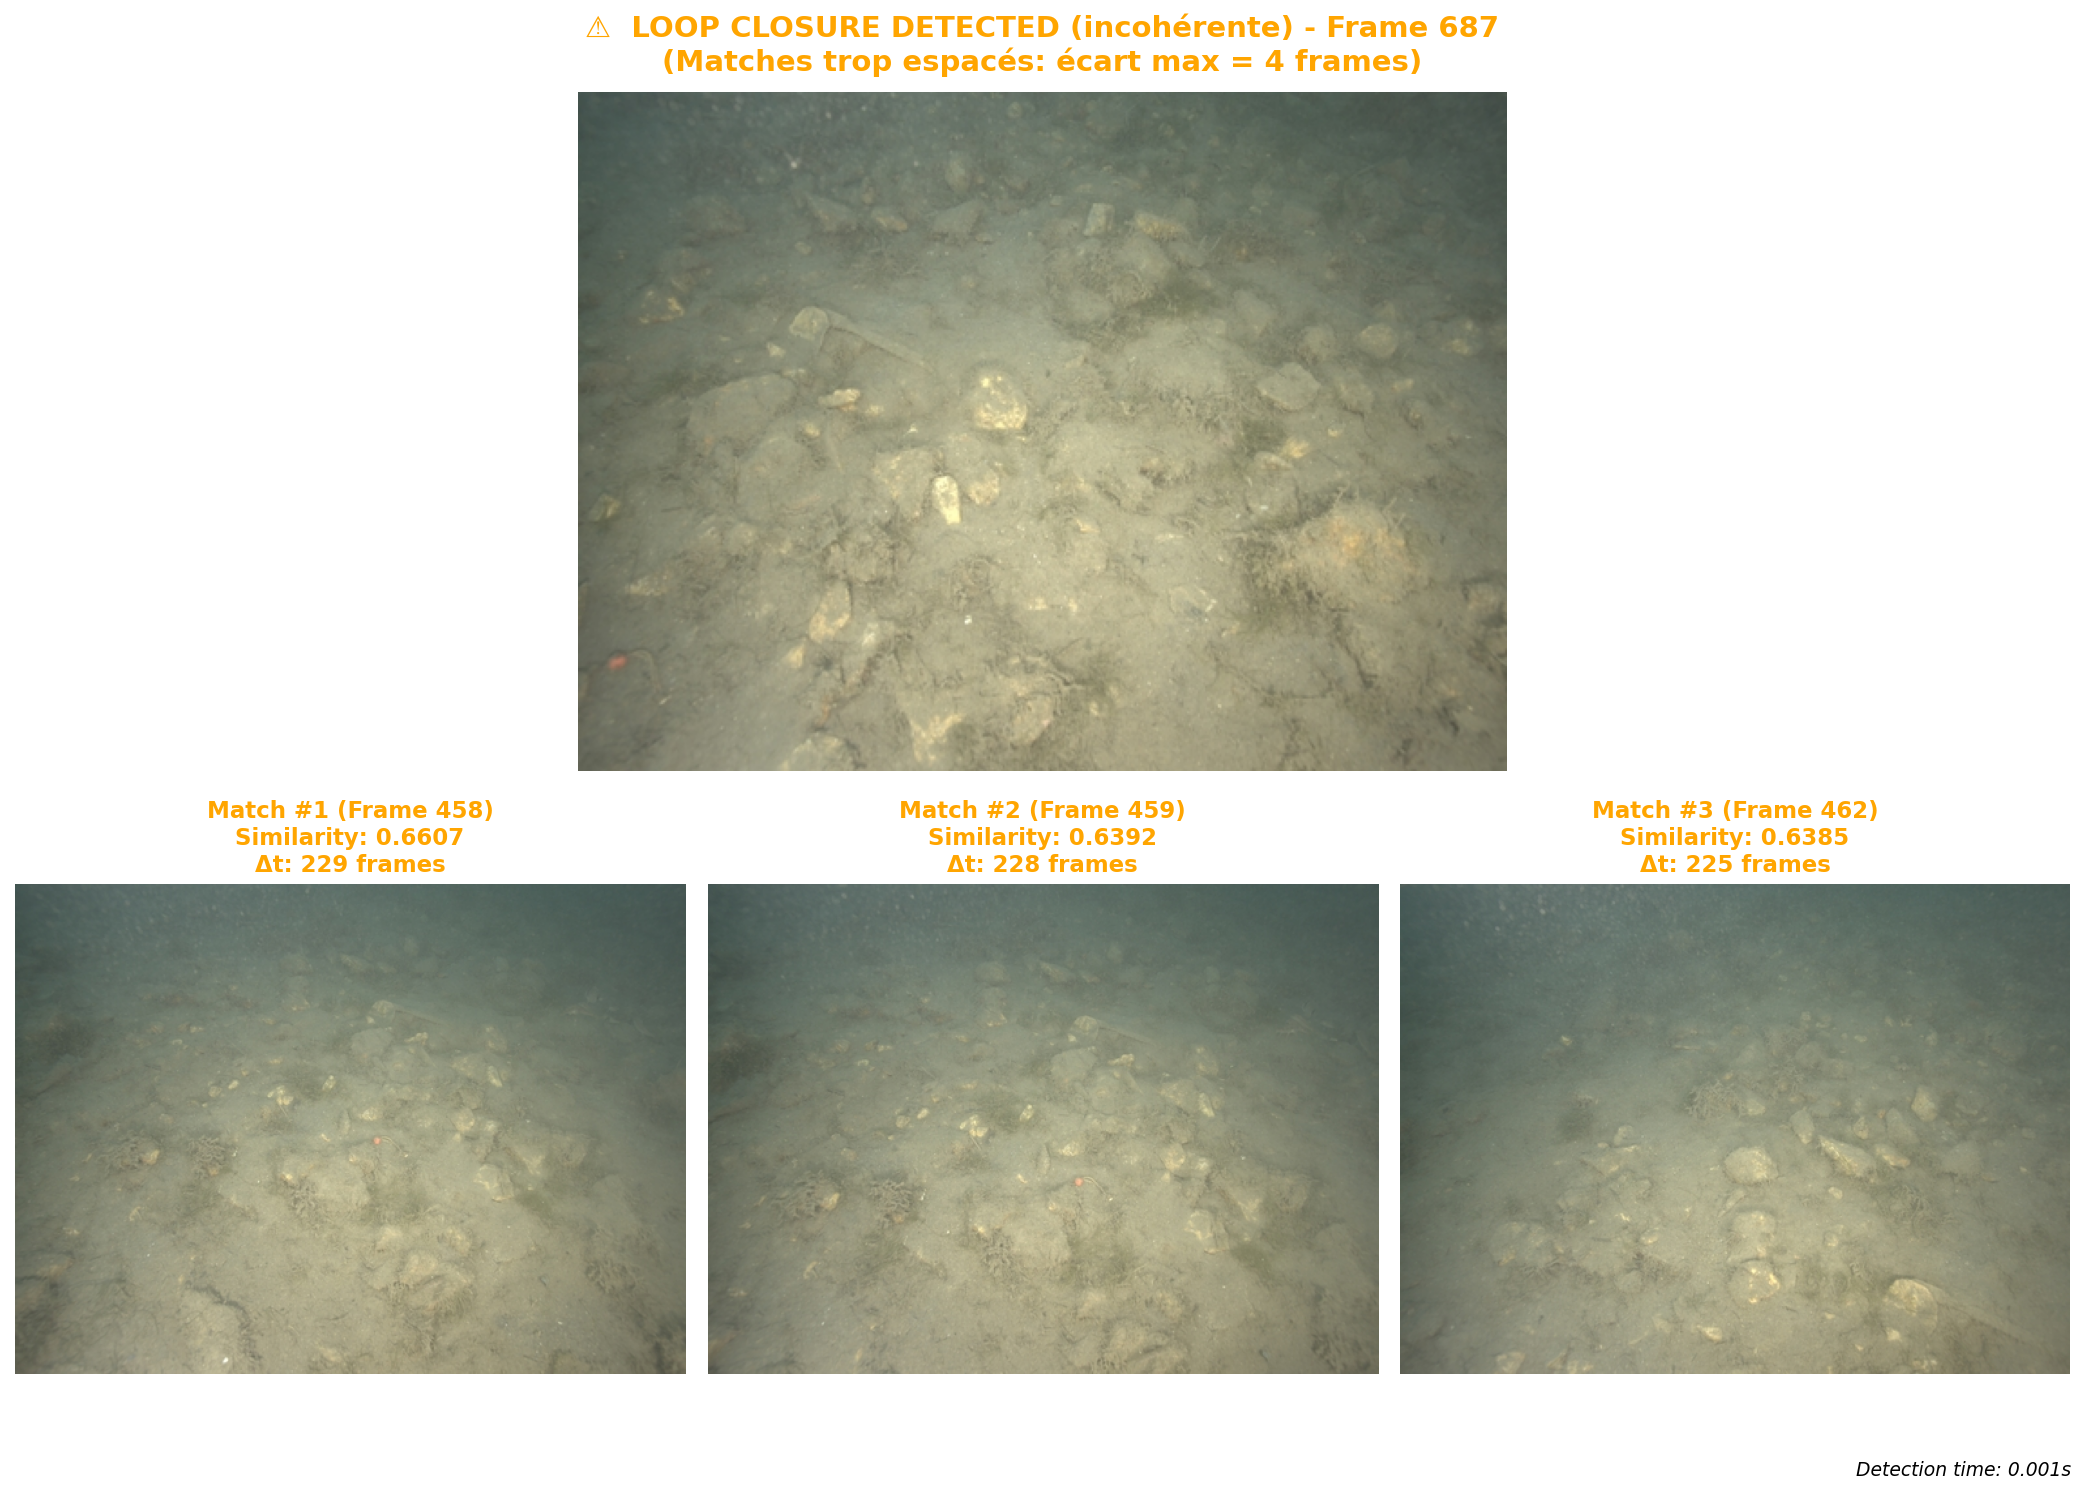 ⚠ LOOP CLOSURE DETECTED (incohérente) - Frame 687
(Matches trop espacés: écart max = 4 frames)
Match #1 (Frame 458)
Similarity: 0.6607
Δt: 229 frames
Match #2 (Frame 459)
Similarity: 0.6392
Δt: 228 frames
Match #3 (Frame 462)
Similarity: 0.6385
Δt: 225 frames
Detection time: 0.001s